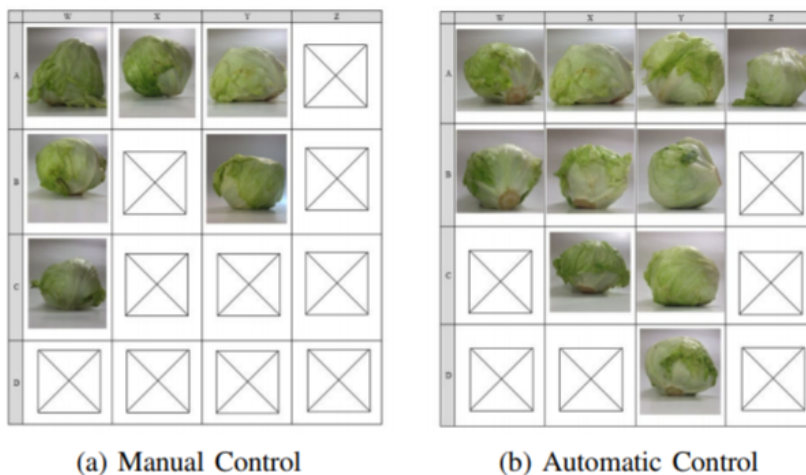 W X Y Z W X Y Z
A A
B B
C C
D D
(a) Manual Control (b) Automatic Control